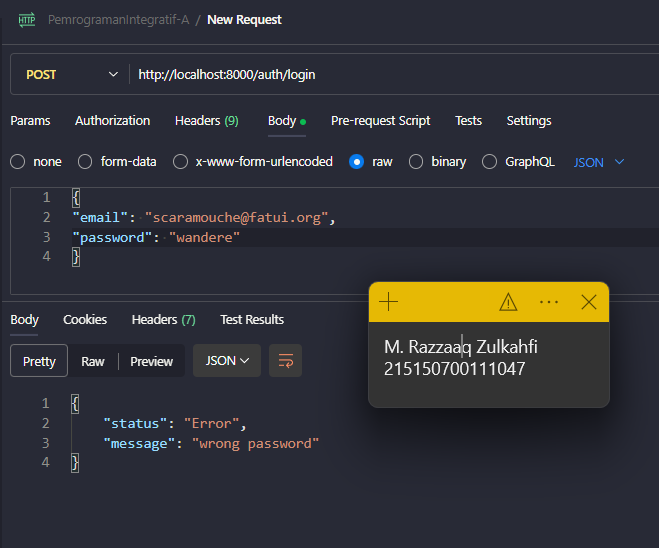 HTTP PemrogramanIntegratif-A / New Request
POST http://localhost:8000/auth/login
Params Authorization Headers (9) Body Pre-request Script Tests Settings
none form-data x-www-form-urlencoded raw binary GraphQL JSON
1 {
2 "email": "scaramouche@fatui.org",
3 "password": "wandere"
4 }
Body Cookies Headers (7) Test Results
Pretty Raw Preview JSON
1 {
2 "status": "Error",
3 "message": "wrong password"
4 }
M. Razzaaq Zulkahfi
215150700111047